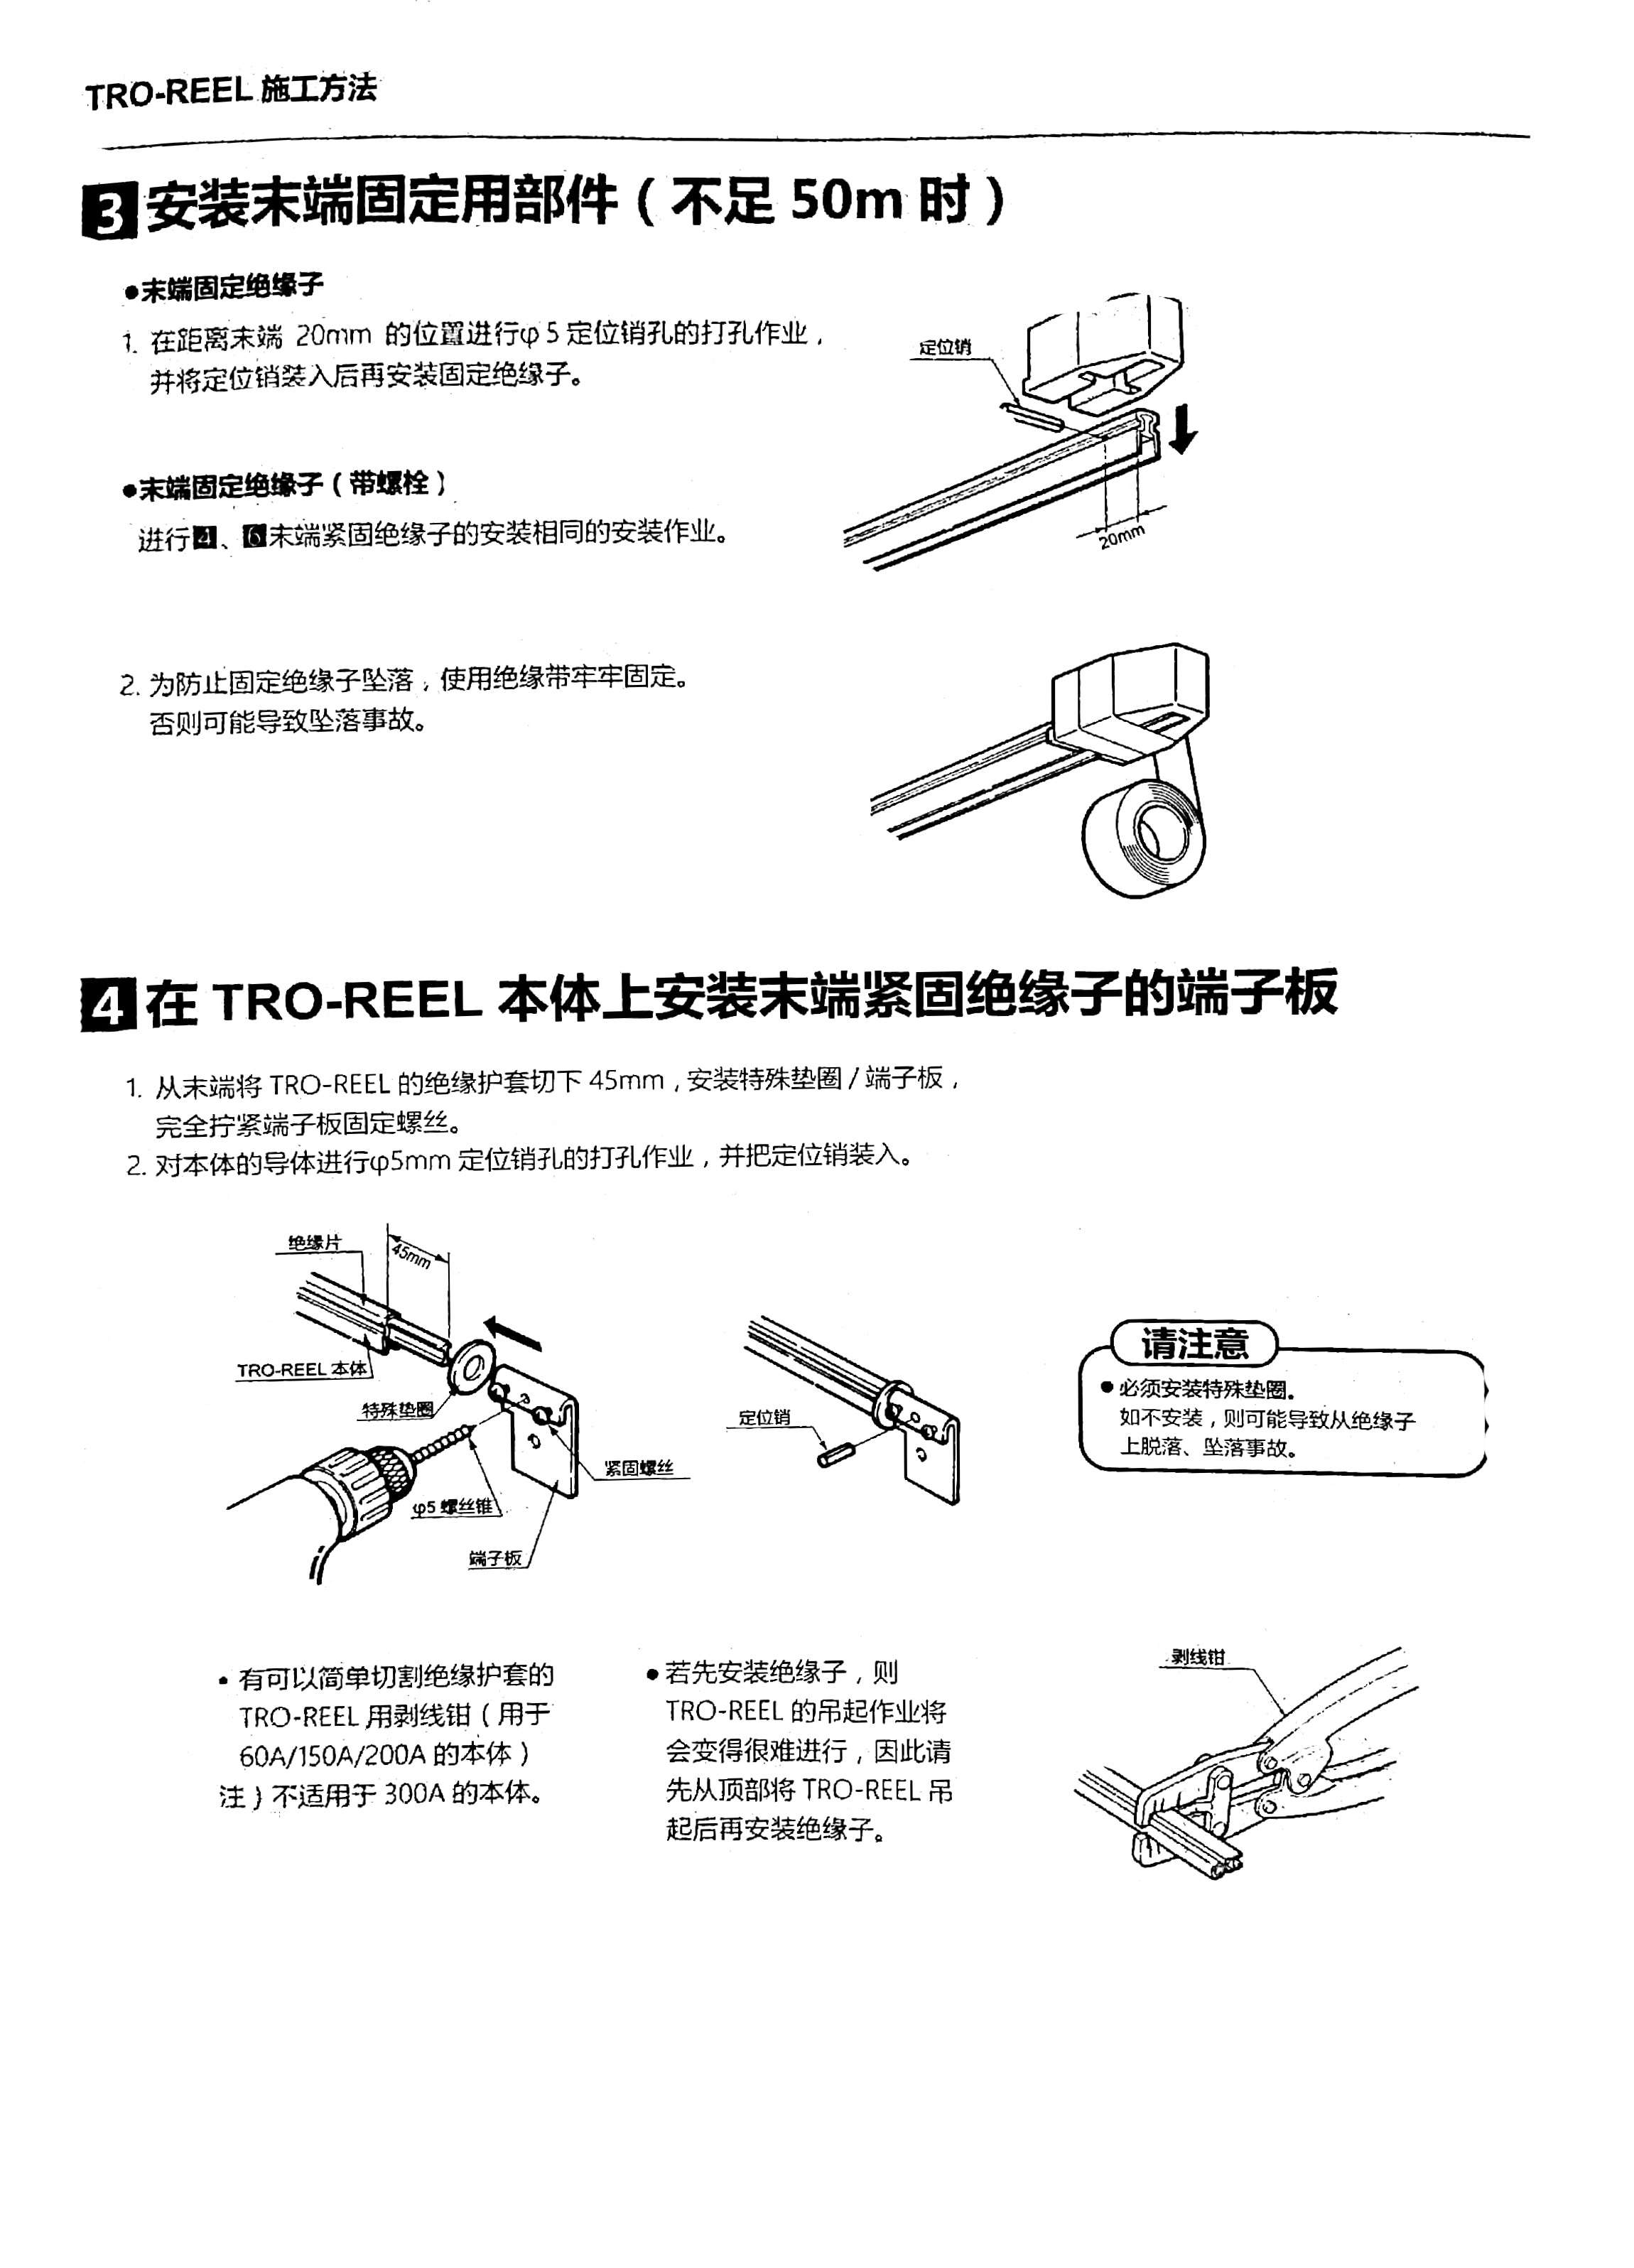 TRO-REEL 施工方法
3 安装末端固定用部件（不足 50m 时）
●末端固定绝缘子
1. 在距离末端 20mm 的位置进行φ5 定位销孔的打孔作业，
并将定位销装入后再安装固定绝缘子。
定位销
20mm
●末端固定绝缘子（带螺栓）
进行4、6末端紧固绝缘子的安装相同的安装作业。
2. 为防止固定绝缘子坠落，使用绝缘带牢牢固定。
否则可能导致坠落事故。
4 在 TRO-REEL 本体上安装末端紧固绝缘子的端子板
1. 从末端将 TRO-REEL 的绝缘护套切下 45mm，安装特殊垫圈 / 端子板，
完全拧紧端子板固定螺丝。
2. 对本体的导体进行φ5mm 定位销孔的打孔作业，并把定位销装入。
绝缘片
45mm
TRO-REEL 本体
特殊垫圈
紧固螺丝
φ5 螺丝锥
端子板
定位销
请注意
● 必须安装特殊垫圈。
如不安装，则可能导致从绝缘子
上脱落、坠落事故。
• 有可以简单切割绝缘护套的
TRO-REEL 用剥线钳（用于
60A/150A/200A 的本体）
注）不适用于 300A 的本体。
● 若先安装绝缘子，则
TRO-REEL 的吊起作业将
会变得很难进行，因此请
先从顶部将 TRO-REEL 吊
起后再安装绝缘子。
剥线钳